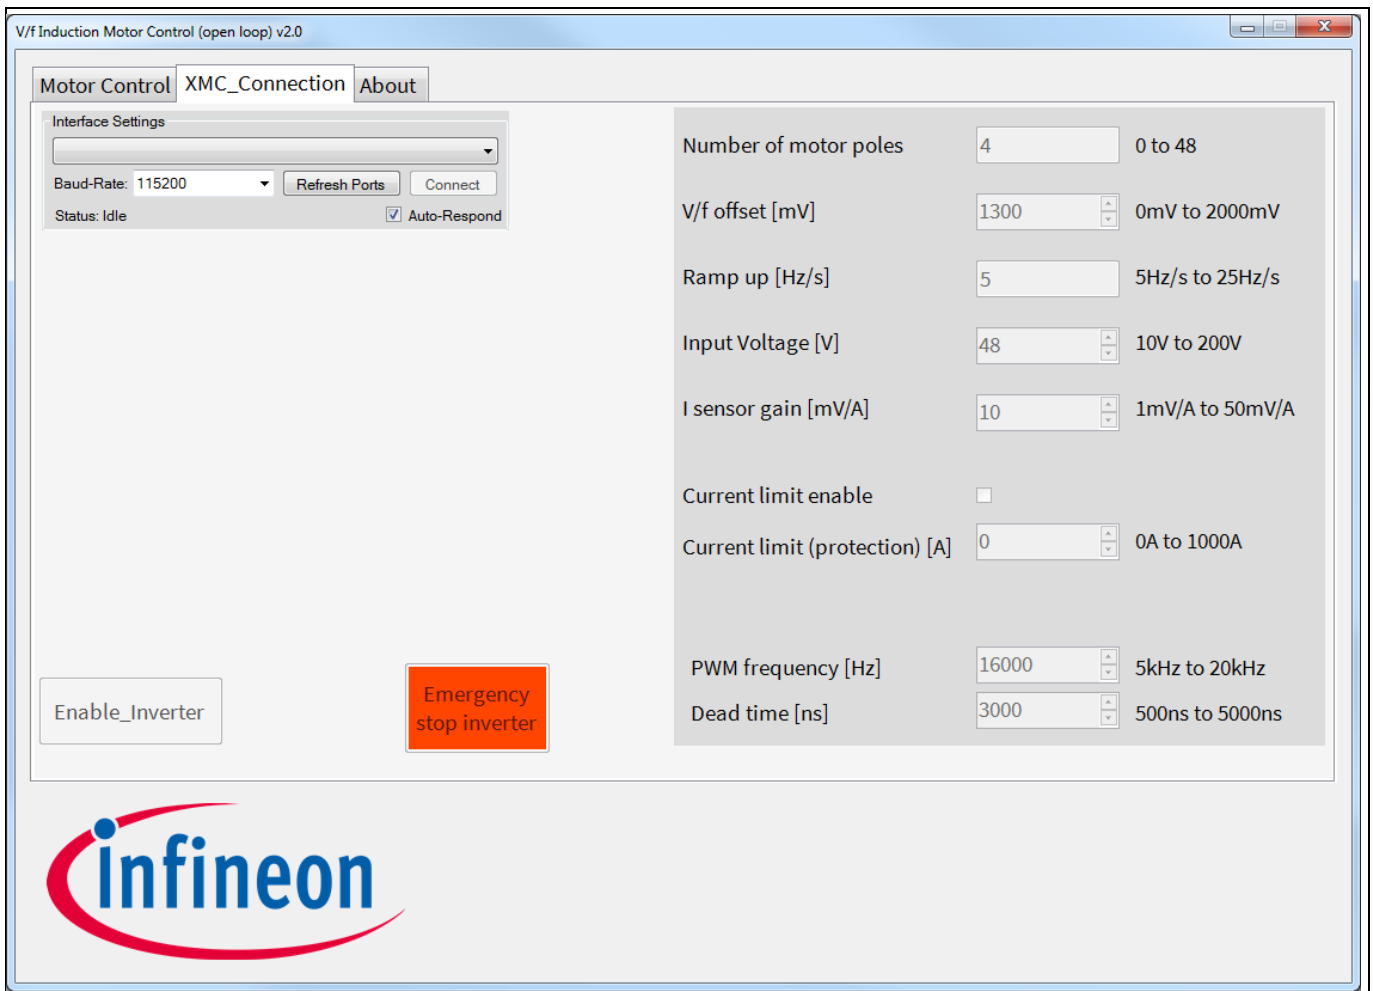 V/f Induction Motor Control (open loop) v2.0
Motor Control XMC_Connection About
Interface Settings
Baud-Rate: 115200 Refresh Ports Connect
Status: Idle Auto-Respond
Number of motor poles 4 0 to 48
V/f offset [mV] 1300 0mV to 2000mV
Ramp up [Hz/s] 5 5Hz/s to 25Hz/s
Input Voltage [V] 48 10V to 200V
I sensor gain [mV/A] 10 1mV/A to 50mV/A
Current limit enable
Current limit (protection) [A] 0 0A to 1000A
PWM frequency [Hz] 16000 5kHz to 20kHz
Dead time [ns] 3000 500ns to 5000ns
Enable_Inverter
Emergency
stop inverter
infineon